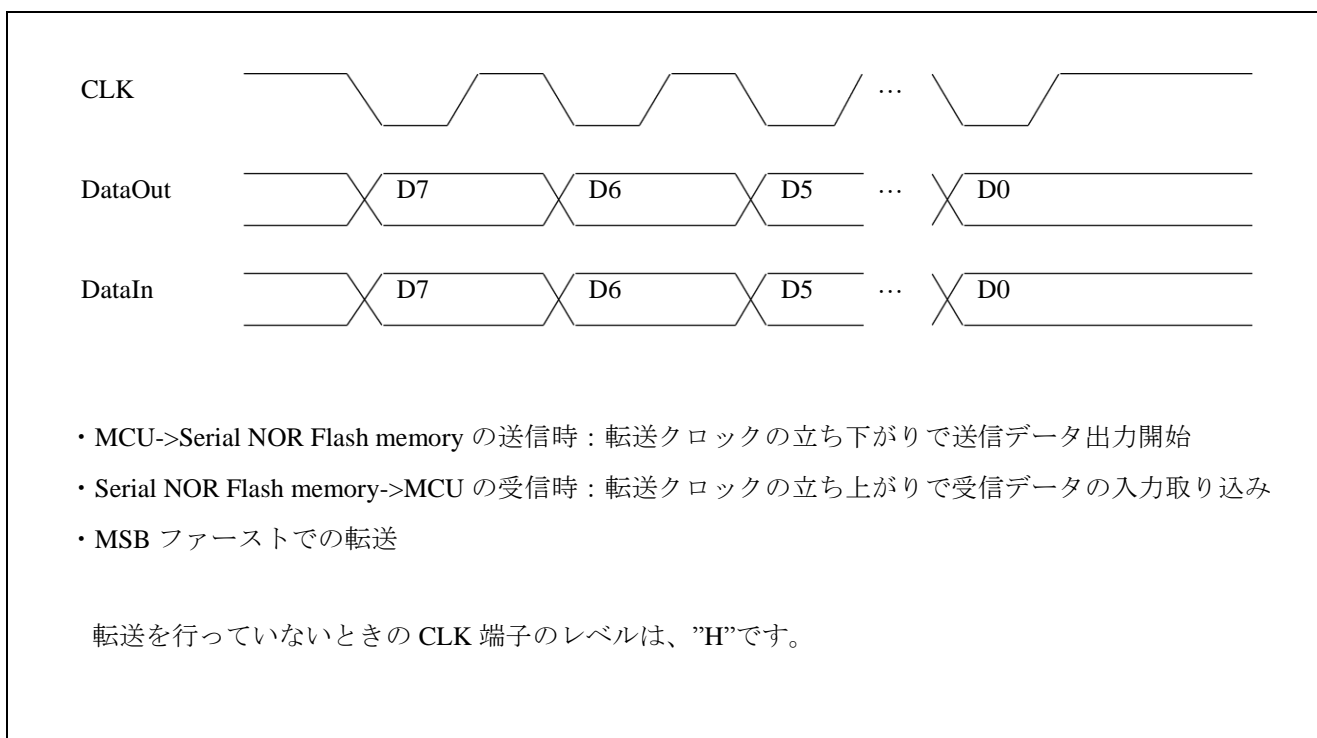 CLK …
DataOut D7 D6 D5 … D0
DataIn D7 D6 D5 … D0
・MCU->Serial NOR Flash memory の送信時：転送クロックの立ち下がりで送信データ出力開始
・Serial NOR Flash memory->MCU の受信時：転送クロックの立ち上がりで受信データの入力取り込み
・MSB ファーストでの転送
転送を行っていないときの CLK 端子のレベルは、”H”です。